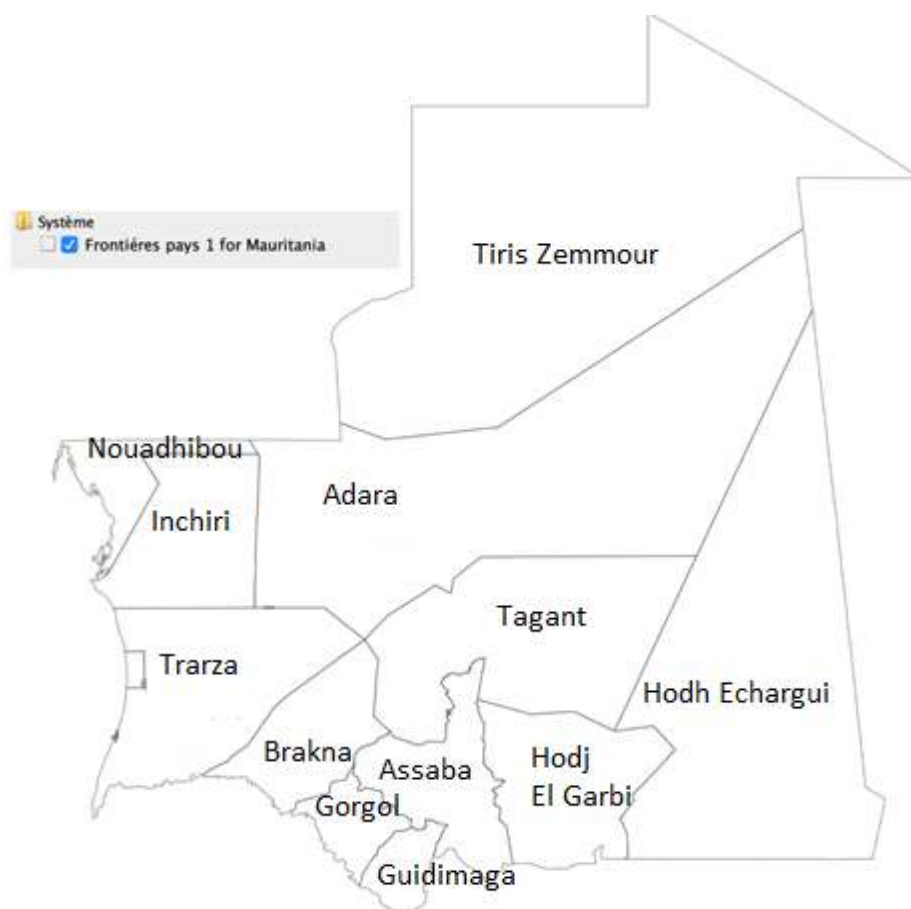 Système
Frontiéres pays 1 for Mauritania
Tiris Zemmour
Nouadhibou
Adara
Inchiri
Tagant
Trarza
Hodh Echargui
Brakna
Assaba
Hodj
El Garbi
Gorgol
Guidimaga